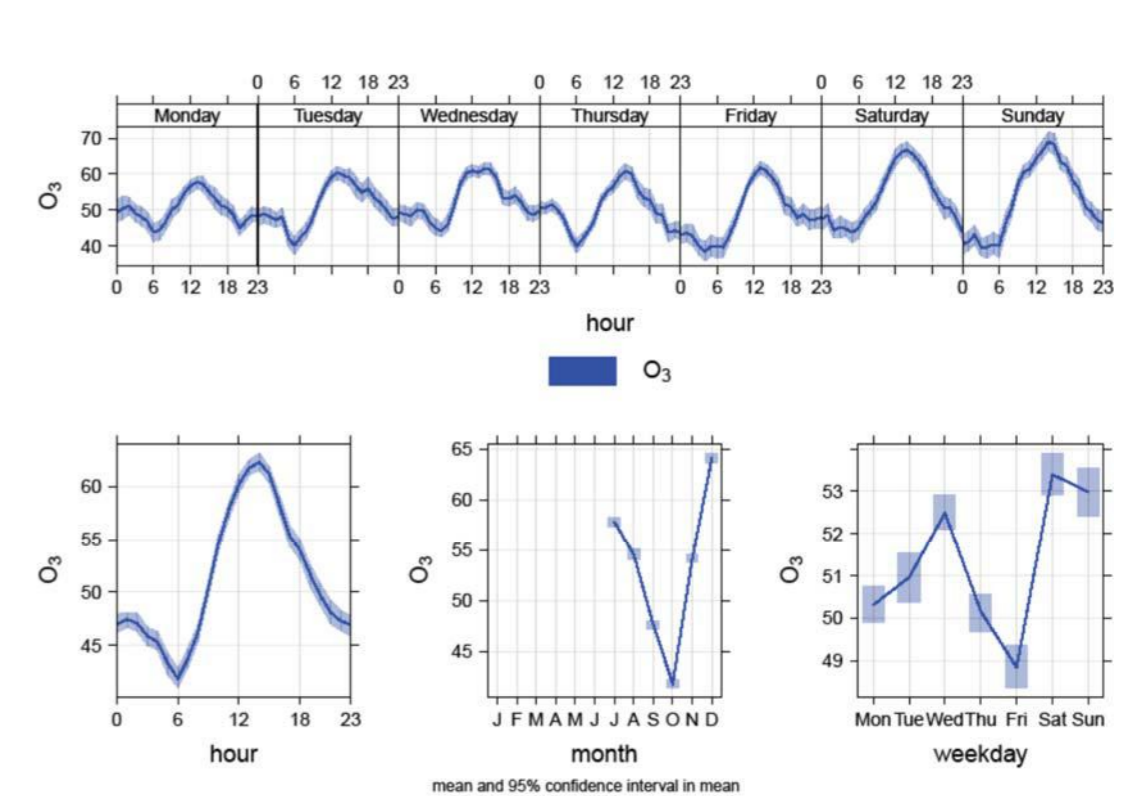 0 6 12 18 23 0 6 12 18 23 0 6 12 18 23
Monday Tuesday Wednesday Thursday Friday Saturday Sunday
70
60
50
40
O₃
0 6 12 18 23 0 6 12 18 23 0 6 12 18 23 0 6 12 18 23
hour
O₃
60
55
50
45
O₃
0 6 12 18 23
hour
65
60
55
50
45
O₃
J F M A M J J A S O N D
month
53
52
51
50
49
O₃
Mon Tue Wed Thu Fri Sat Sun
weekday
mean and 95% confidence interval in mean